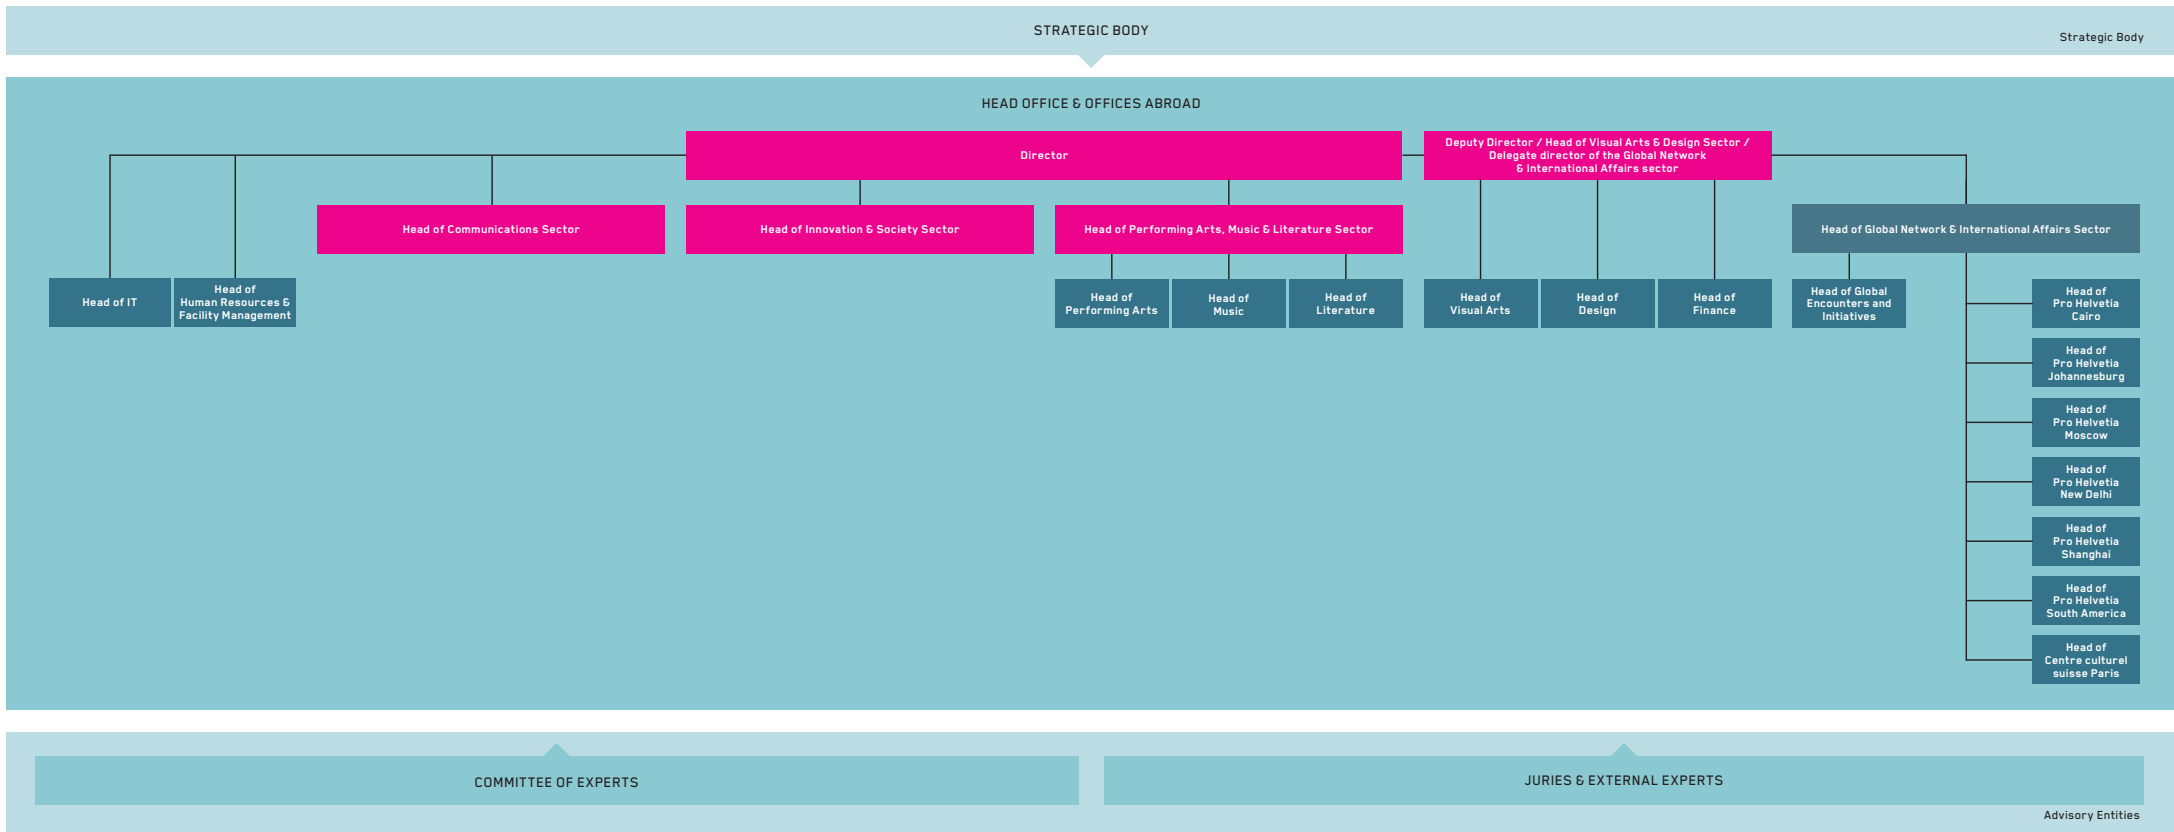 STRATEGIC BODY
Strategic Body
HEAD OFFICE & OFFICES ABROAD
Director
Deputy Director / Head of Visual Arts & Design Sector /
Delegate director of the Global Network
& International Affairs sector
Head of Communications Sector
Head of Innovation & Society Sector
Head of Performing Arts, Music & Literature Sector
Head of Global Network & International Affairs Sector
Head of IT
Head of
Human Resources &
Facility Management
Head of
Performing Arts
Head of
Music
Head of
Literature
Head of
Visual Arts
Head of
Design
Head of
Finance
Head of Global
Encounters and
Initiatives
Head of
Pro Helvetia
Cairo
Head of
Pro Helvetia
Johannesburg
Head of
Pro Helvetia
Moscow
Head of
Pro Helvetia
New Delhi
Head of
Pro Helvetia
Shanghai
Head of
Pro Helvetia
South America
Head of
Centre culturel
suisse Paris
COMMITTEE OF EXPERTS
JURIES & EXTERNAL EXPERTS
Advisory Entities